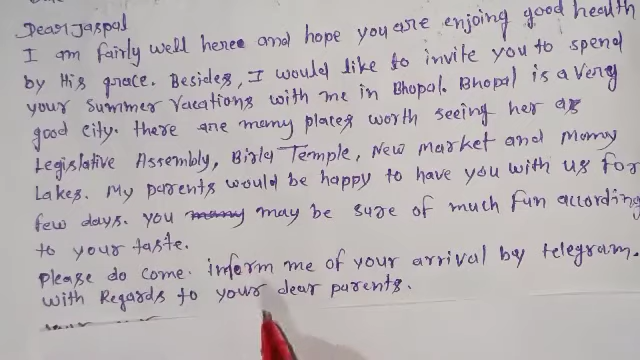 Dear Jaspal
I am fairly well here and hope you are enjoing good health
by His grace. Besides, I would like to invite you to spend
your Summer Vacations with me in Bhopal. Bhopal is a very
good city. there are many places worth seeing her as
Legislative Assembly, Birla Temple, New Market and Many
Lakes. My parents would be happy to have you with us for
few days. you many may be sure of much fun according
to your taste.
please do come. inform me of your arrival by telegram.
with Regards to your dear parents.